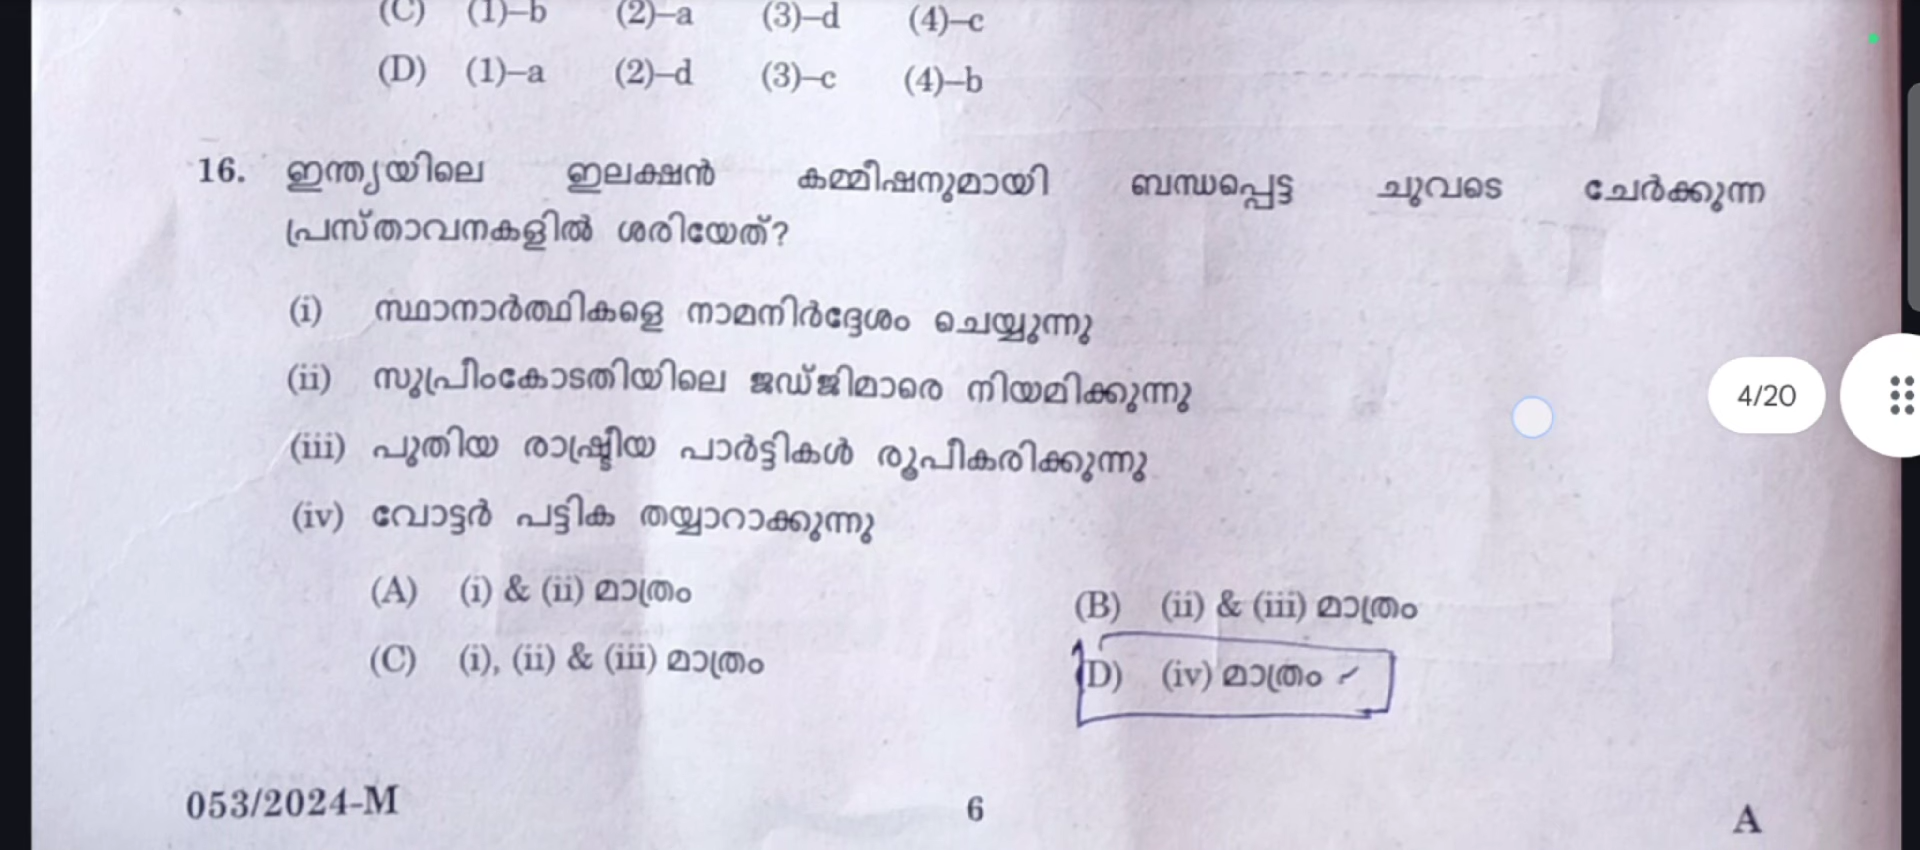 (C) (1)–b (2)–a (3)–d (4)–c
(D) (1)–a (2)–d (3)–c (4)–b
16. ഇന്ത്യയിലെ ഇലക്ഷൻ കമ്മീഷനുമായി ബന്ധപ്പെട്ട ചുവടെ ചേർക്കുന്ന
പ്രസ്താവനകളിൽ ശരിയേത്?
(i) സ്ഥാനാർത്ഥികളെ നാമനിർദ്ദേശം ചെയ്യുന്നു
(ii) സുപ്രീംകോടതിയിലെ ജഡ്ജിമാരെ നിയമിക്കുന്നു
(iii) പുതിയ രാഷ്ട്രീയ പാർട്ടികൾ രൂപീകരിക്കുന്നു
(iv) വോട്ടർ പട്ടിക തയ്യാറാക്കുന്നു
(A) (i) & (ii) മാത്രം (B) (ii) & (iii) മാത്രം
(C) (i), (ii) & (iii) മാത്രം (D) (iv) മാത്രം
4/20
053/2024-M 6 A